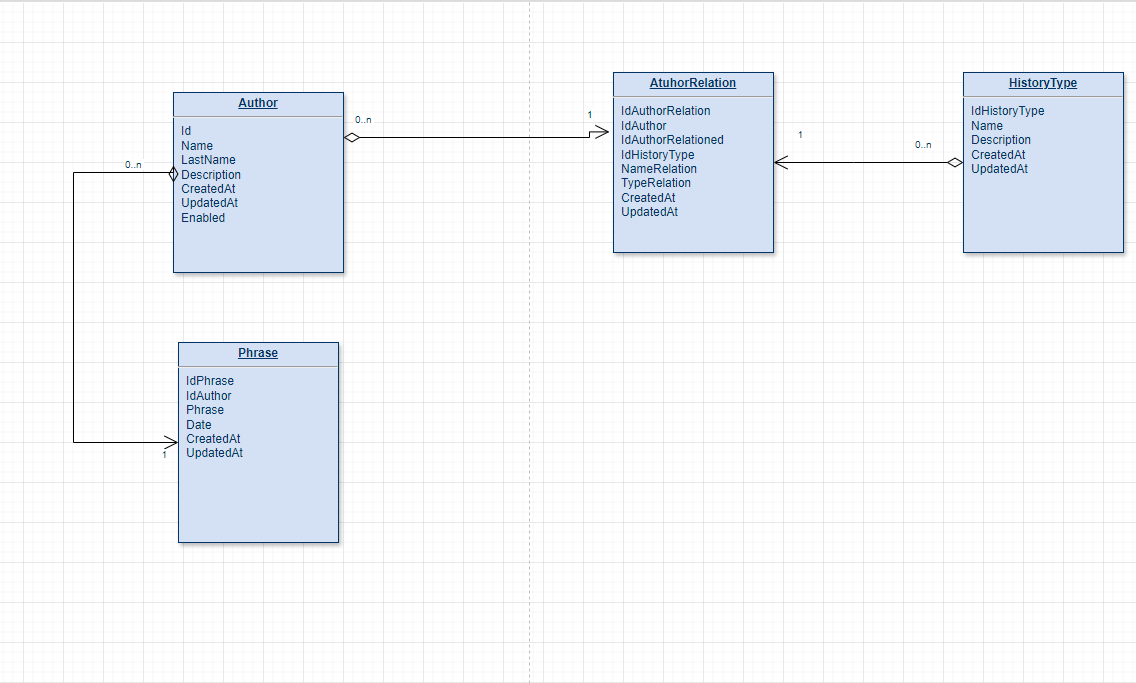 Author
Id
Name
LastName
Description
CreatedAt
UpdatedAt
Enabled
0..n
0..n
1
AtuhorRelation
IdAuthorRelation
IdAuthor
IdAuthorRelationed
IdHistoryType
NameRelation
TypeRelation
CreatedAt
UpdatedAt
1
0..n
HistoryType
IdHistoryType
Name
Description
CreatedAt
UpdatedAt
Phrase
IdPhrase
IdAuthor
Phrase
Date
CreatedAt
UpdatedAt
1